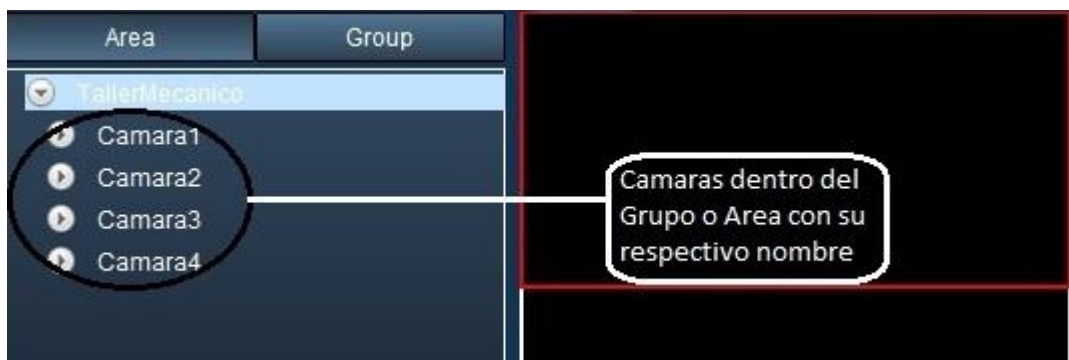 Area
Group
TallerMecanico
Camara1
Camara2
Camara3
Camara4
Camaras dentro del
Grupo o Area con su
respectivo nombre